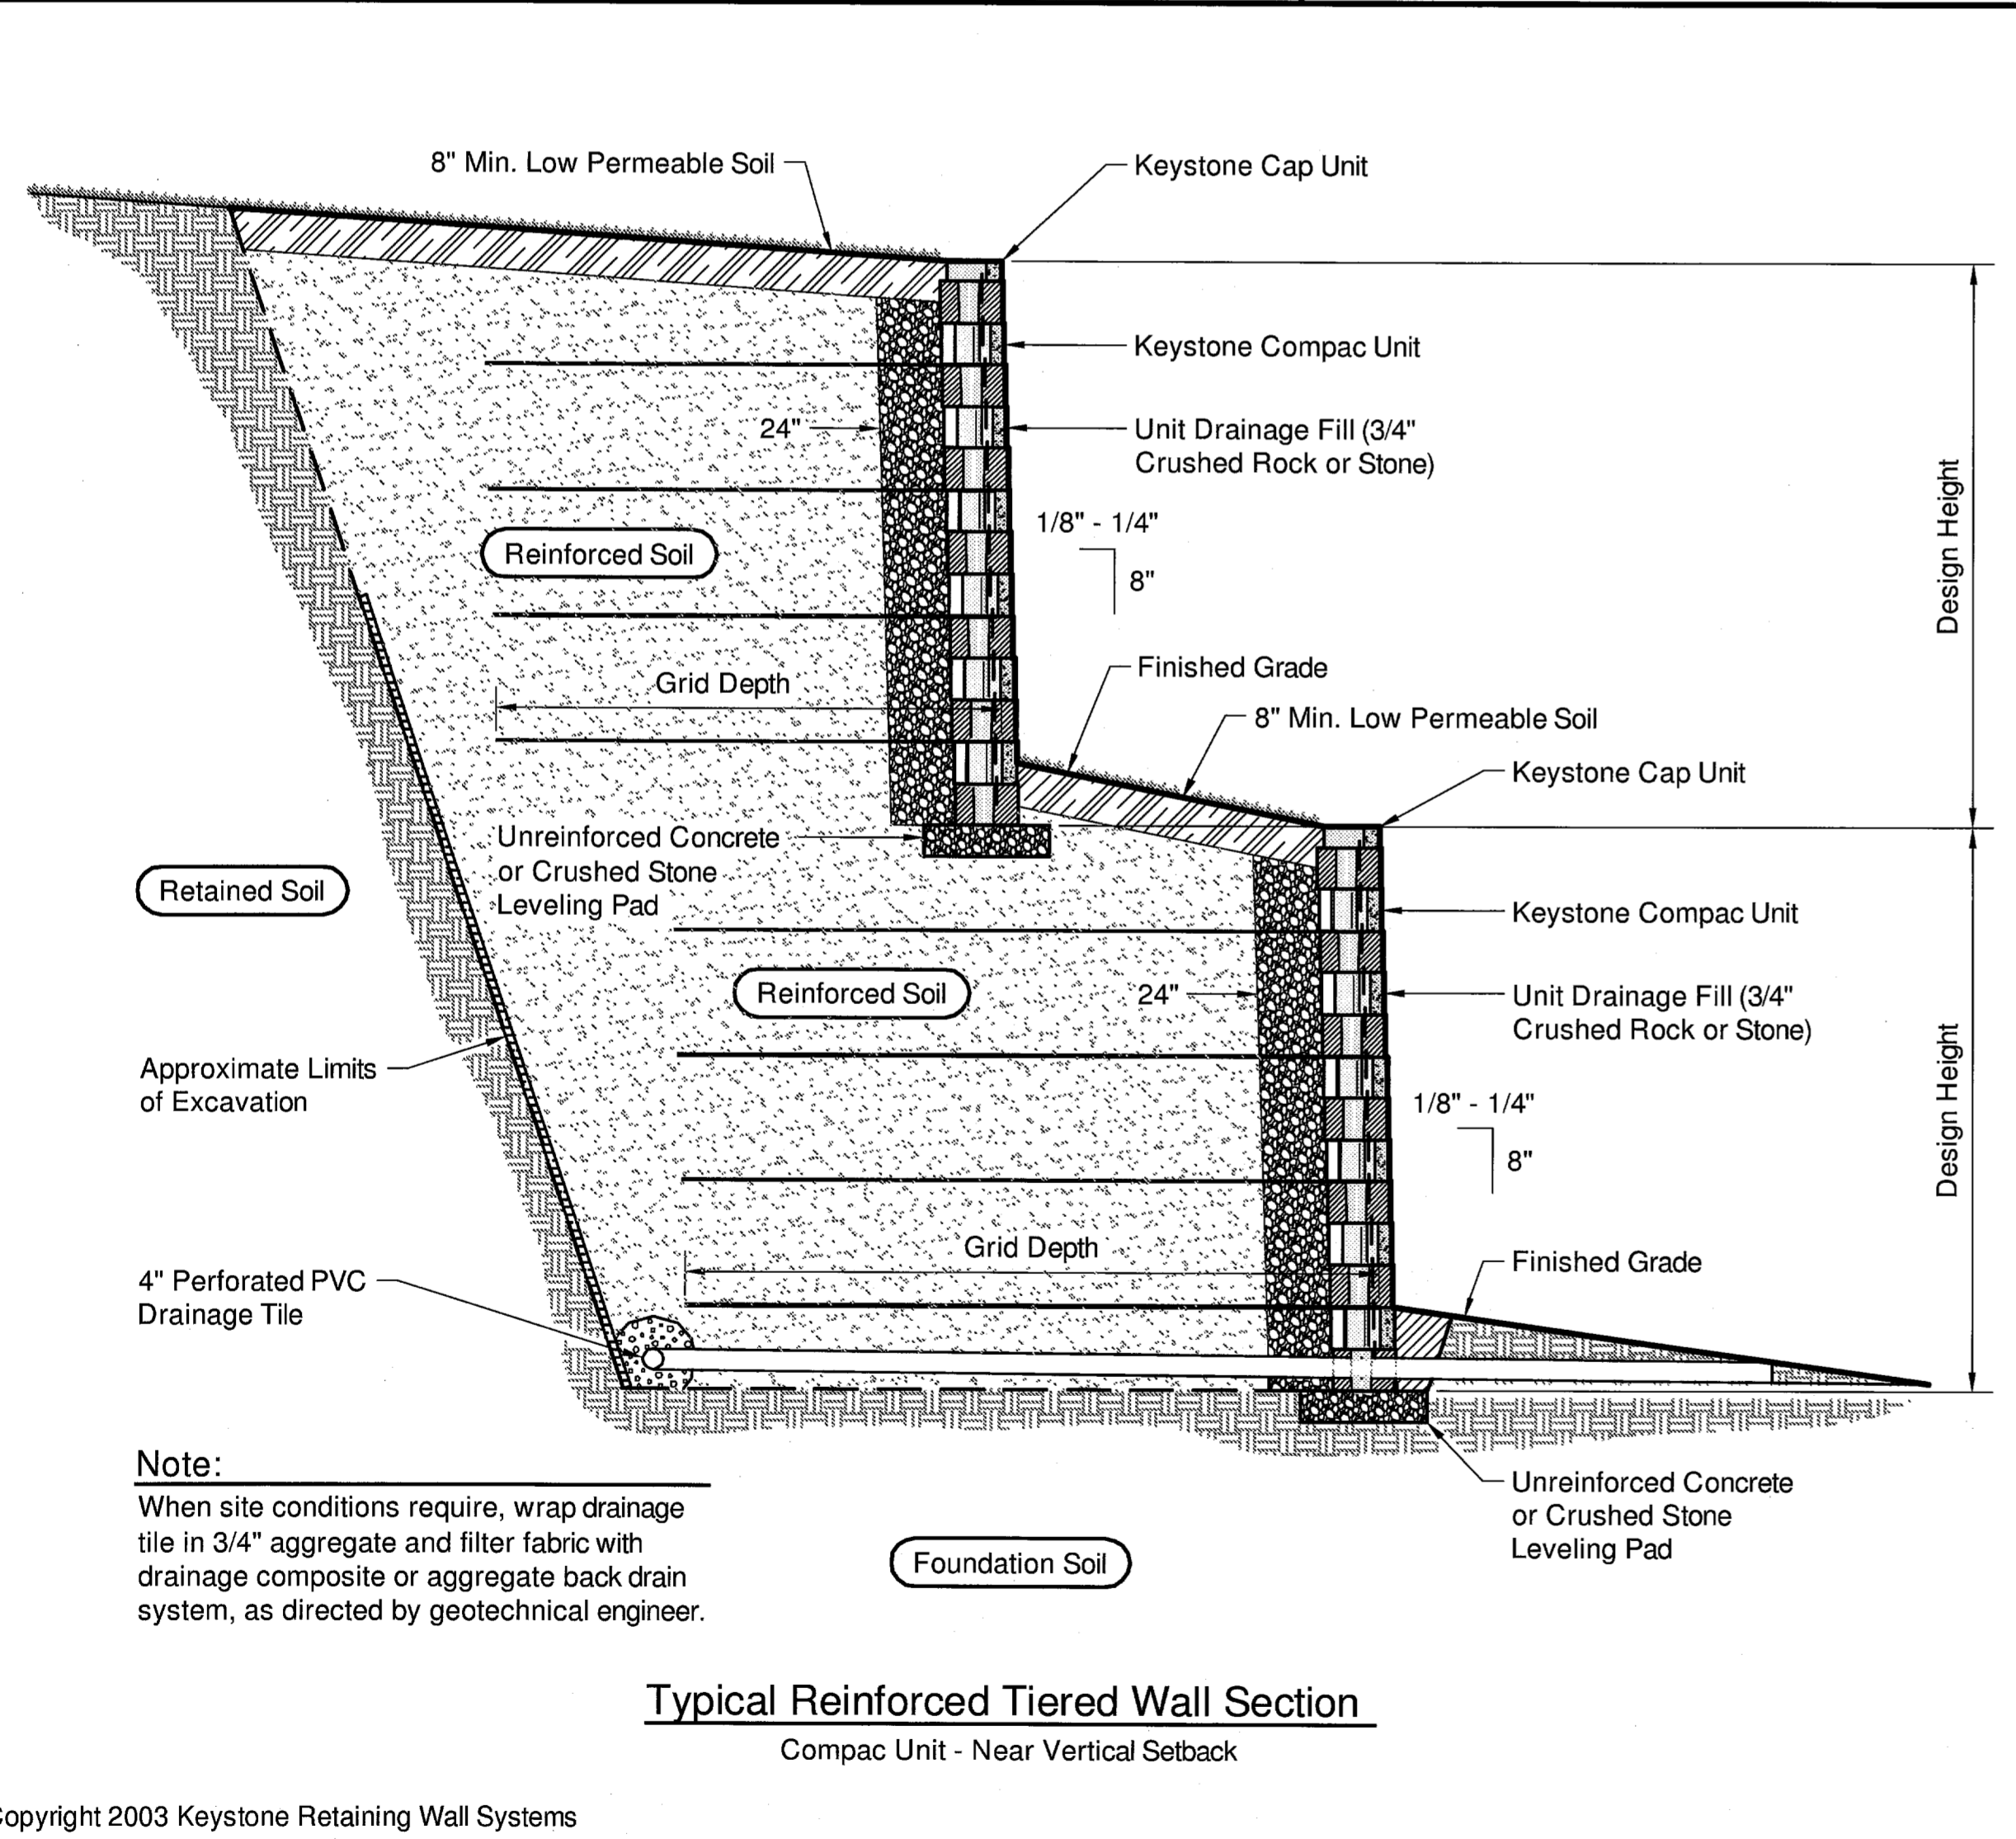 8" Min. Low Permeable Soil
Keystone Cap Unit
Keystone Compac Unit
24"
Unit Drainage Fill (3/4"
Crushed Rock or Stone)
1/8" - 1/4"
8"
Design Height
Reinforced Soil
Finished Grade
Grid Depth
8" Min. Low Permeable Soil
Keystone Cap Unit
Unreinforced Concrete
or Crushed Stone
Leveling Pad
Retained Soil
Keystone Compac Unit
Reinforced Soil
24"
Unit Drainage Fill (3/4"
Crushed Rock or Stone)
Approximate Limits
of Excavation
1/8" - 1/4"
8"
Design Height
Grid Depth
Finished Grade
4" Perforated PVC
Drainage Tile
Note:
When site conditions require, wrap drainage
tile in 3/4" aggregate and filter fabric with
drainage composite or aggregate back drain
system, as directed by geotechnical engineer.
Unreinforced Concrete
or Crushed Stone
Leveling Pad
Foundation Soil
Typical Reinforced Tiered Wall Section
Compac Unit - Near Vertical Setback
opyright 2003 Keystone Retaining Wall Systems